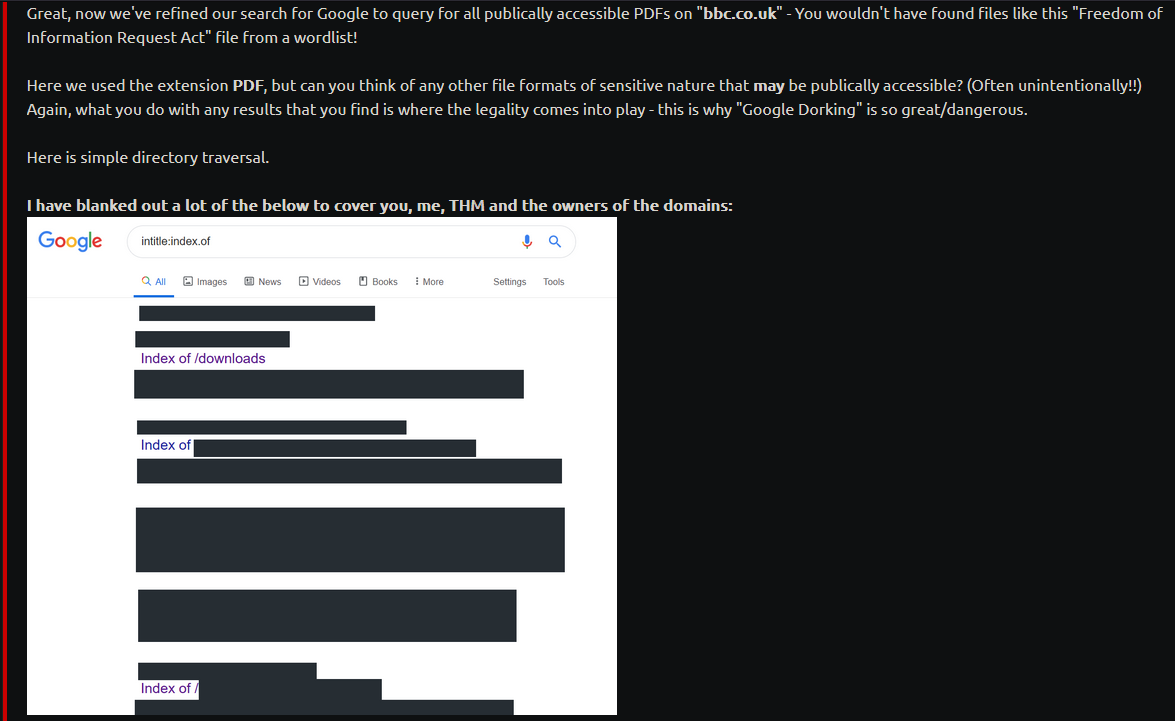 Great, now we've refined our search for Google to query for all publically accessible PDFs on "bbc.co.uk" - You wouldn't have found files like this "Freedom of
Information Request Act" file from a wordlist!
Here we used the extension PDF, but can you think of any other file formats of sensitive nature that may be publically accessible? (Often unintentionally!!)
Again, what you do with any results that you find is where the legality comes into play - this is why "Google Dorking" is so great/dangerous.
Here is simple directory traversal.
I have blanked out a lot of the below to cover you, me, THM and the owners of the domains:
Google
intitle:index.of
All Images News Videos Books More Settings Tools
Index of /downloads
Index of
Index of /